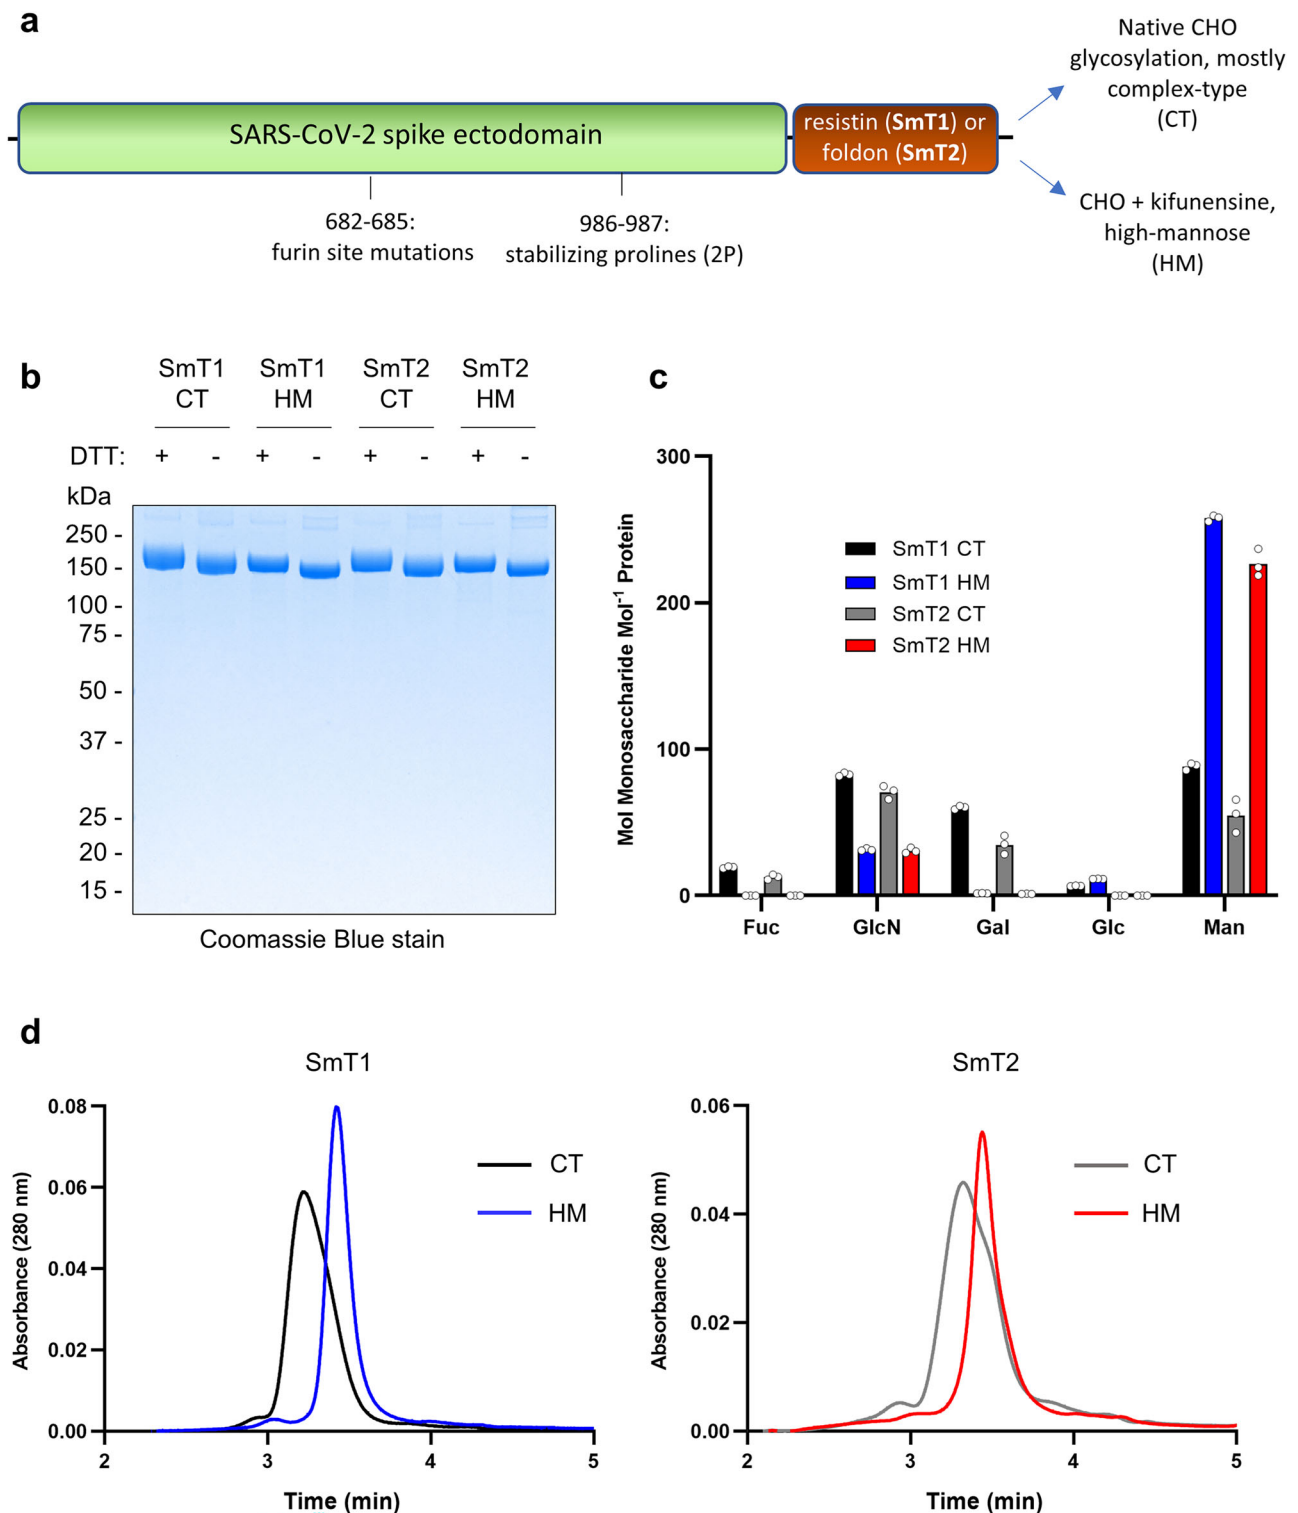 a
Native CHO
glycosylation, mostly
complex-type
(CT)
SARS-CoV-2 spike ectodomain
resistin (SmT1) or
foldon (SmT2)
682-685:
furin site mutations
986-987:
stabilizing prolines (2P)
CHO + kifunensine,
high-mannose
(HM)
b
SmT1 SmT1 SmT2 SmT2
CT HM CT HM
DTT: + - + - + - + -
kDa
250 -
150 -
100 -
75 -
50 -
37 -
25 -
20 -
15 -
Coomassie Blue stain
c
Mol Monosaccharide Mol-1 Protein
300
200
100
0
SmT1 CT
SmT1 HM
SmT2 CT
SmT2 HM
Fuc GlcN Gal Glc Man
d
SmT1
Absorbance (280 nm)
0.08
0.06
0.04
0.02
0.00
CT
HM
2 3 4 5
Time (min)
SmT2
Absorbance (280 nm)
0.06
0.04
0.02
0.00
CT
HM
2 3 4 5
Time (min)